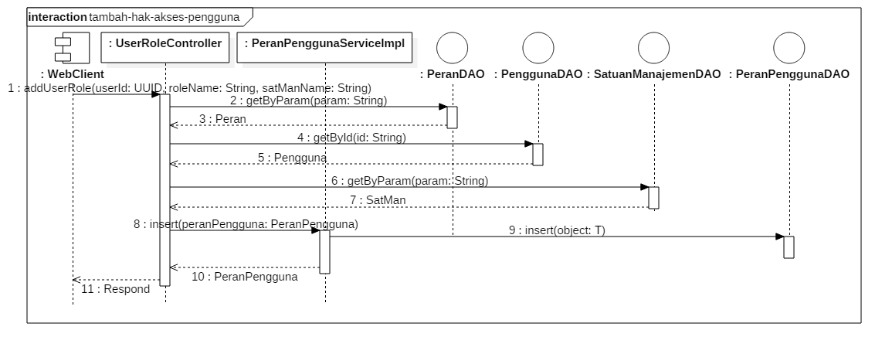 interaction tambah-hak-akses-pengguna
: UserRoleController
: PeranPenggunaServiceImpl
: WebClient
: PeranDAO
: PenggunaDAO
: SatuanManajemenDAO
: PeranPenggunaDAO
1 : addUserRole(userId: UUID, roleName: String, satManName: String)
2 : getByParam(param: String)
3 : Peran
4 : getById(id: String)
5 : Pengguna
6 : getByParam(param: String)
7 : SatMan
8 : insert(peranPengguna: PeranPengguna)
9 : insert(object: T)
10 : PeranPengguna
11 : Respond